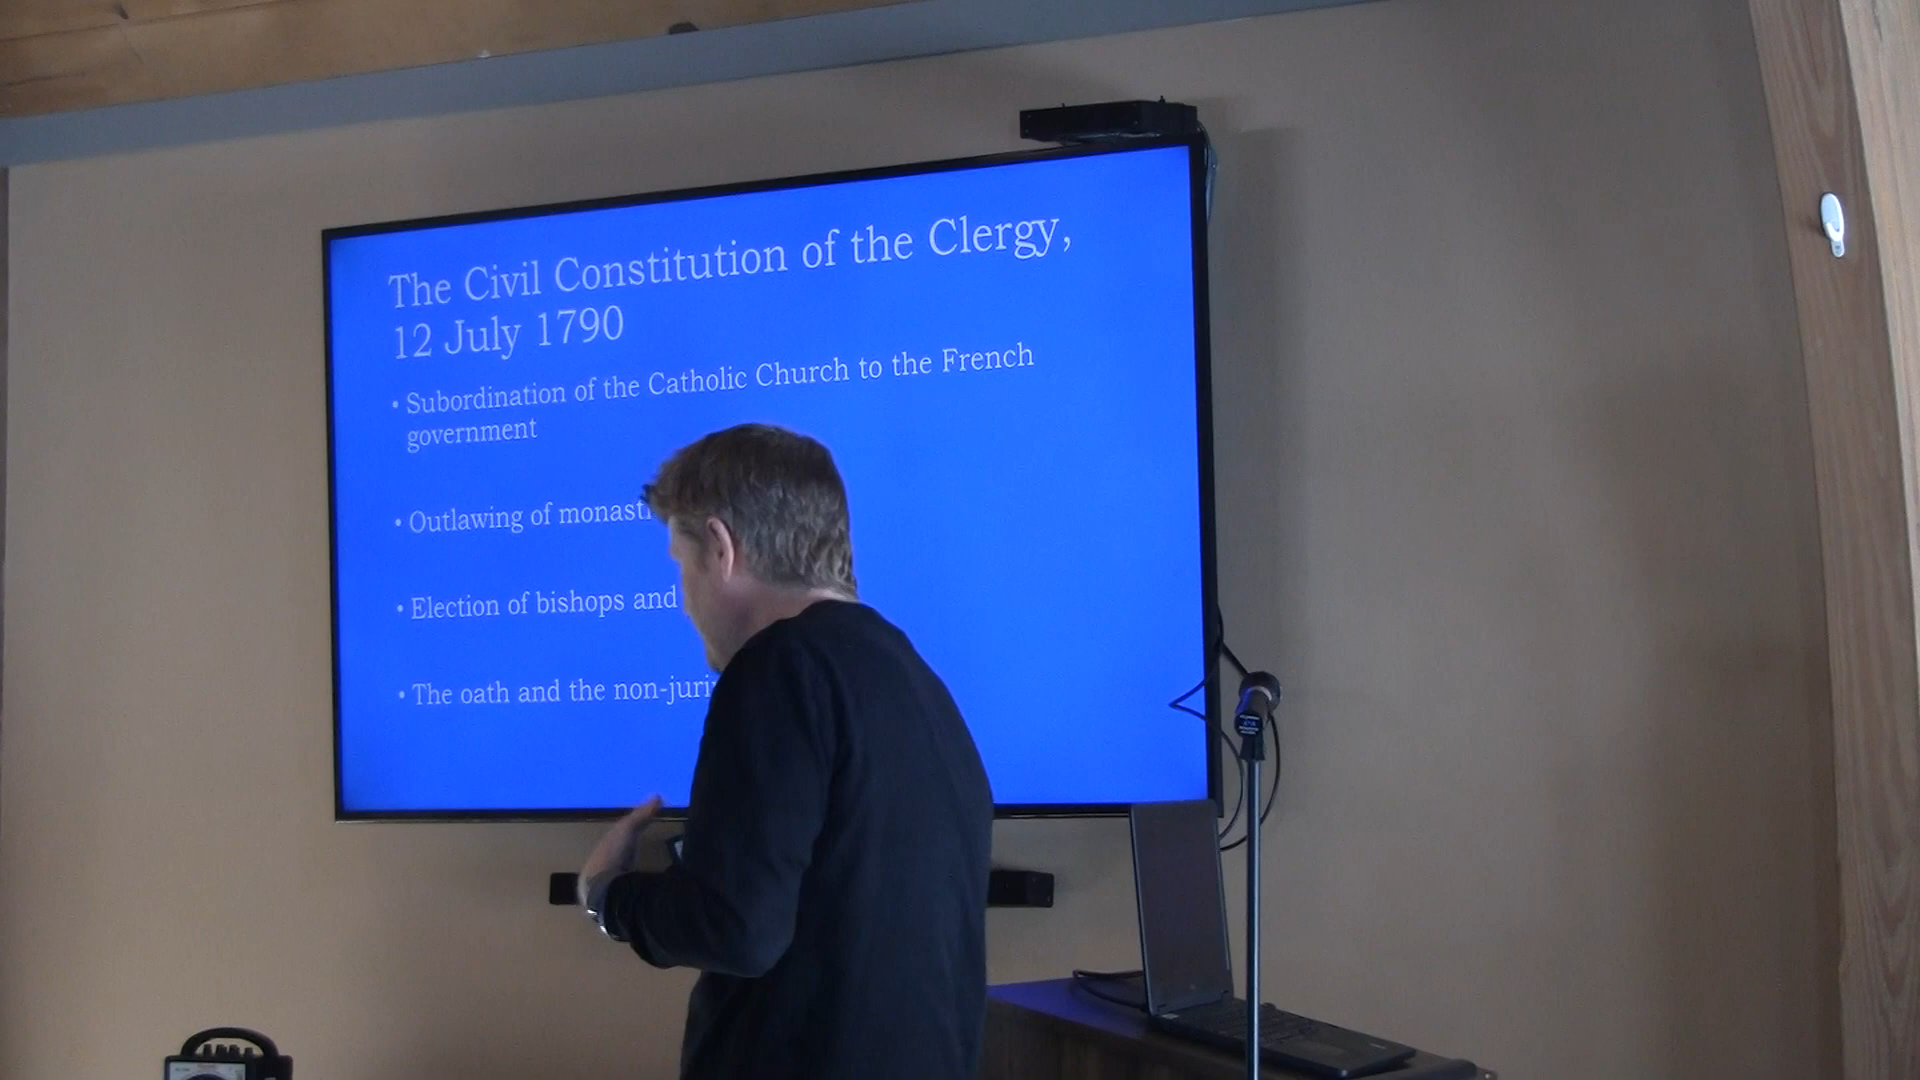 The Civil Constitution of the Clergy,
12 July 1790
• Subordination of the Catholic Church to the French
government
• Outlawing of
• Election of bishops and
• The oath and the